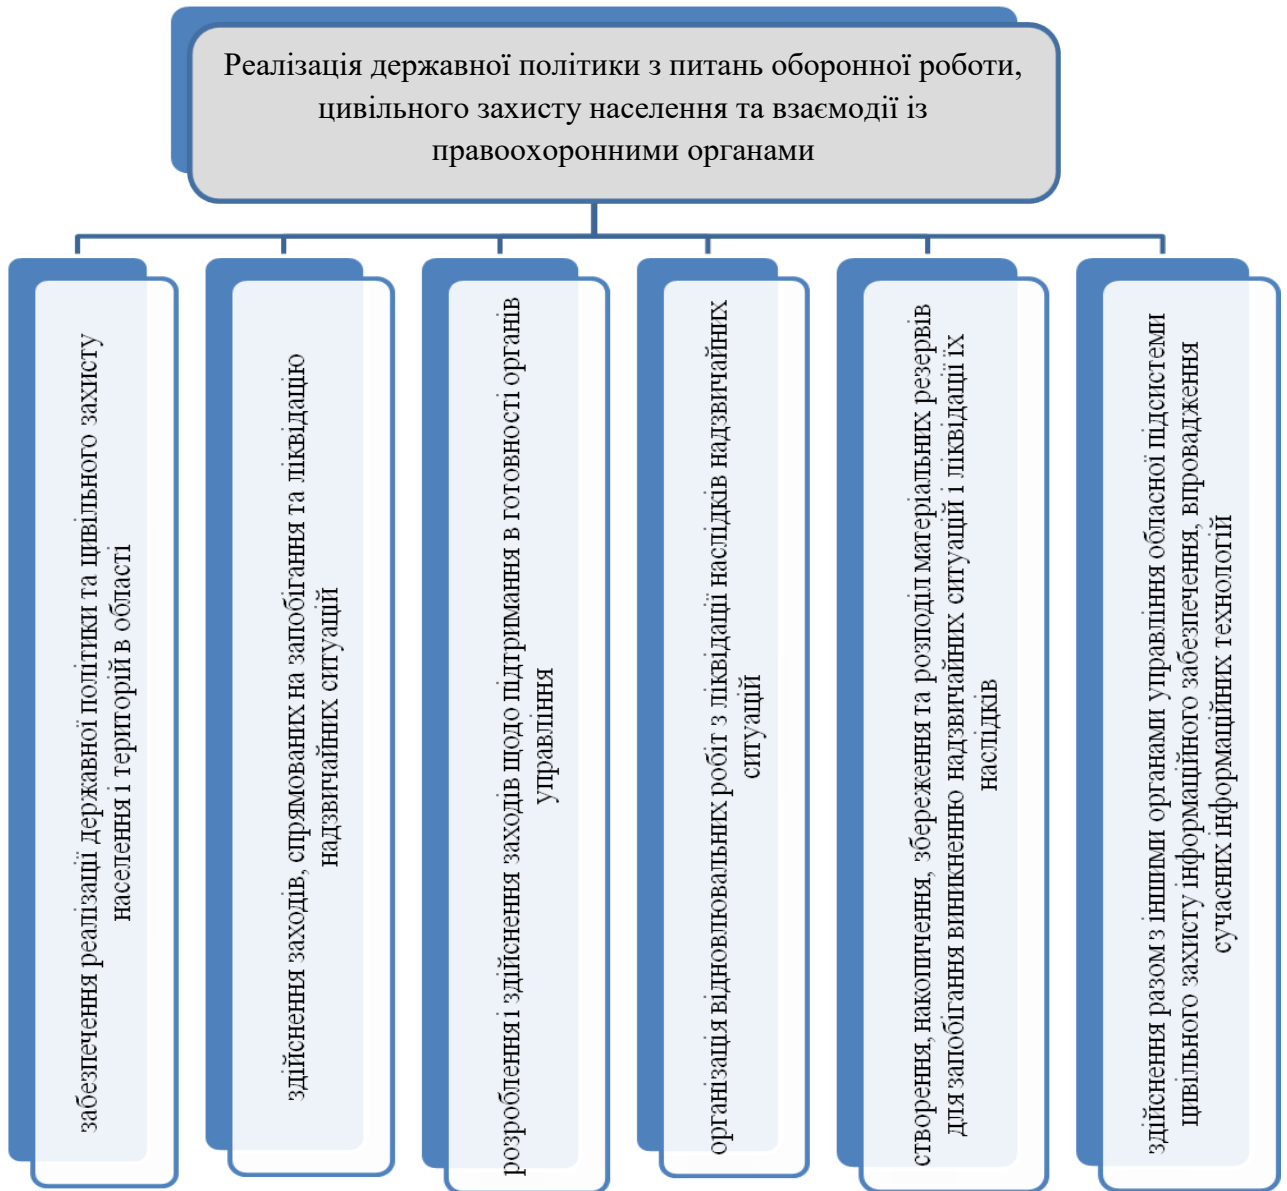 Реалізація державної політики з питань оборонної роботи,
цивільного захисту населення та взаємодії із
правоохоронними органами
забезпечення реалізації державної політики та цивільного захисту
населення і територій в області
здійснення заходів, спрямованих на запобігання та ліквідацію
надзвичайних ситуацій
розроблення і здійснення заходів щодо підтримання в готовності органів
управління
організація відновлювальних робіт з ліквідації наслідків надзвичайних
ситуацій
створення, накопичення, збереження та розподіл матеріальних резервів
для запобігання виникненню надзвичайних ситуацій і ліквідації їх
наслідків
здійснення разом з іншими органами управління обласної підсистеми
цивільного захисту інформаційного забезпечення, впровадження
сучасних інформаційних технологій